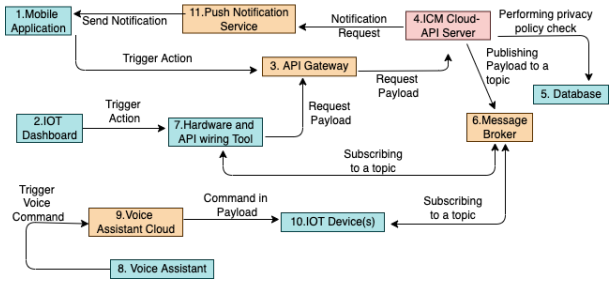 1.Mobile
Application
Send Notification
11.Push Notification
Service
Notification
Request
4.ICM Cloud-
API Server
Performing privacy
policy check
Trigger Action
3. API Gateway
Request
Payload
Publishing
Payload to a
topic
5. Database
2.IOT
Dashboard
Trigger
Action
7.Hardware and
API wiring Tool
Request
Payload
6.Message
Broker
Subscribing
to a topic
Trigger
Voice
Command
9.Voice
Assistant Cloud
Command in
Payload
10.IOT Device(s)
Subscribing
to a topic
8. Voice Assistant